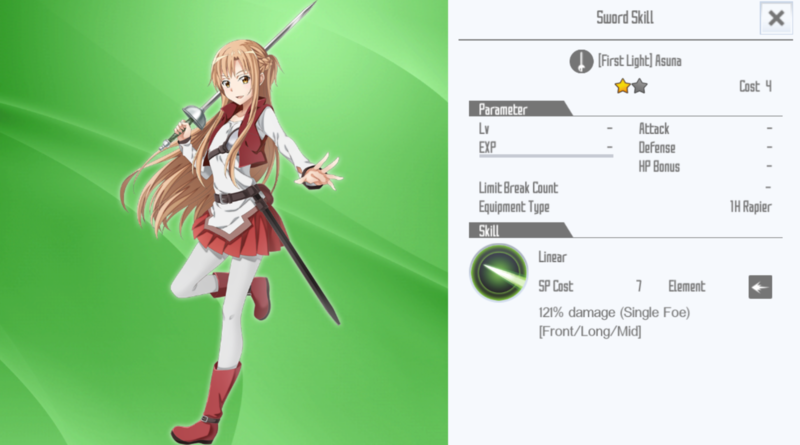 Sword Skill
[First Light] Asuna
Cost 4
Parameter
Lv - Attack -
EXP - Defense -
HP Bonus -
Limit Break Count -
Equipment Type 1H Rapier
Skill
Linear
SP Cost 7 Element
121% damage (Single Foe)
[Front/Long/Mid]